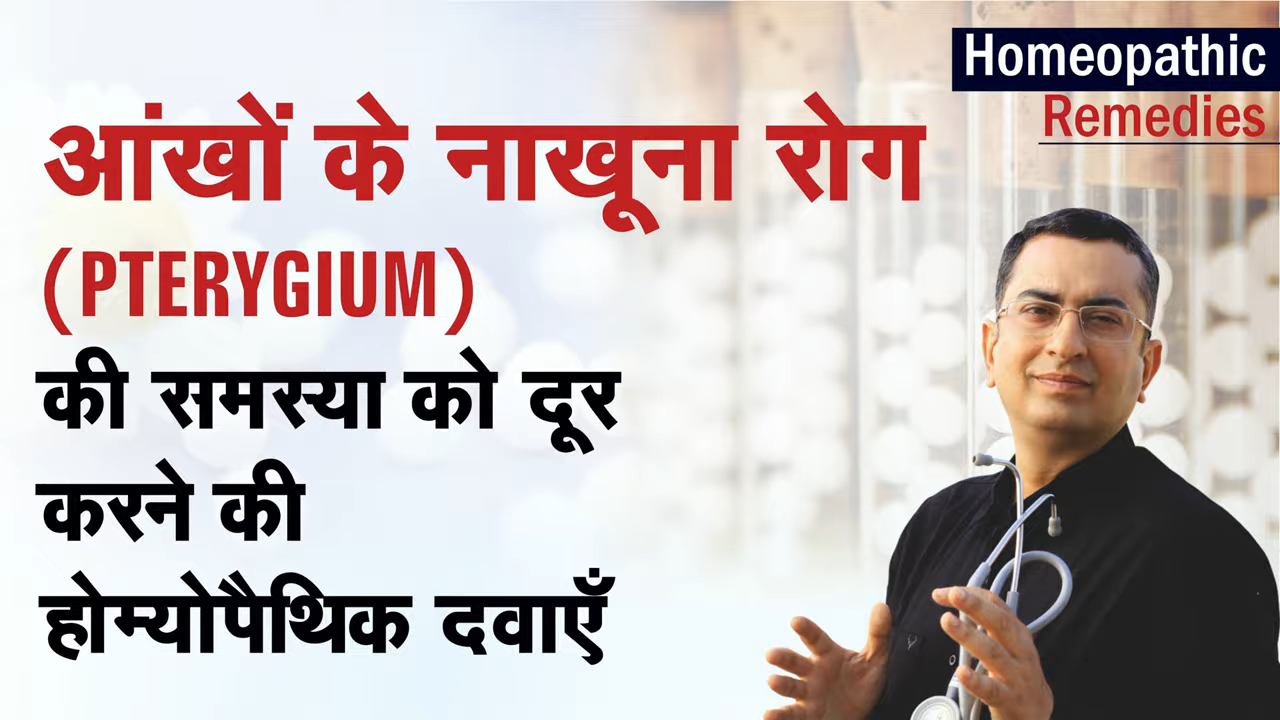 Homeopathic
Remedies
आंखों के नाखूना रोग
(PTERYGIUM)
की समस्या को दूर
करने की
होम्योपैथिक दवाएँ